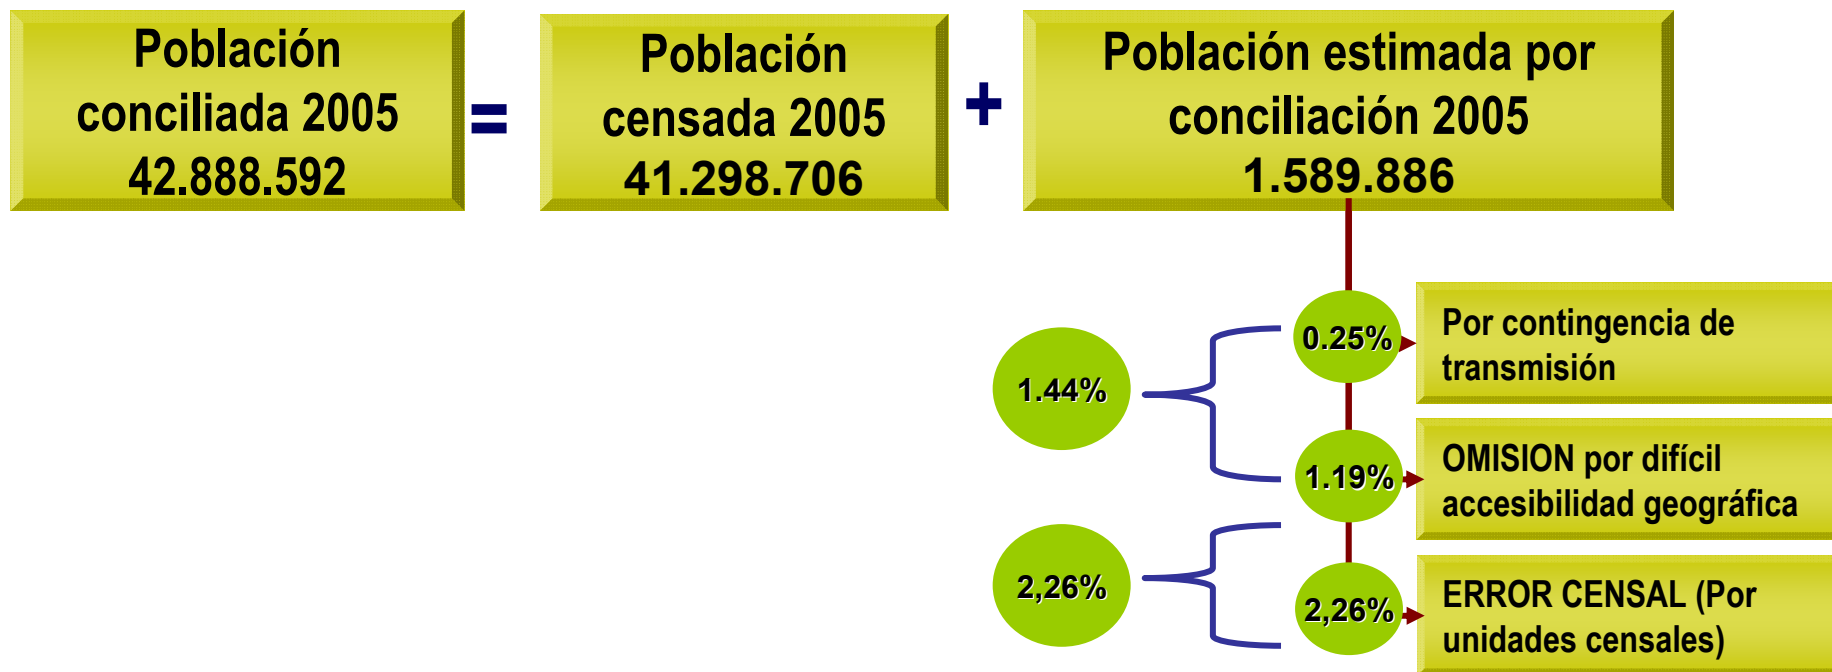 Población
conciliada 2005
42.888.592
=
Población
censada 2005
41.298.706
+
Población estimada por
conciliación 2005
1.589.886
0.25%
Por contingencia de
transmisión
1.44%
1.19%
OMISION por difícil
accesibilidad geográfica
2,26%
2,26%
ERROR CENSAL (Por
unidades censales)